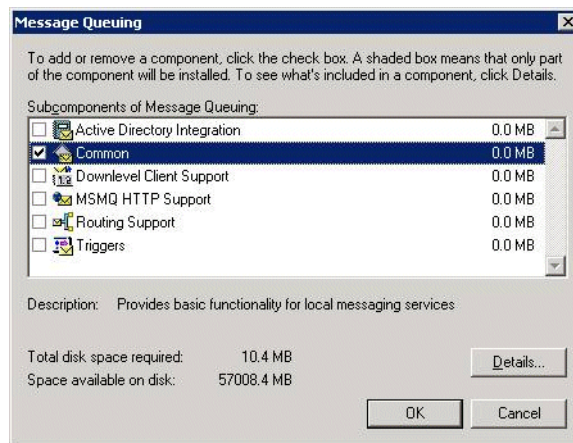 Message Queuing
To add or remove a component, click the check box. A shaded box means that only part
of the component will be installed. To see what's included in a component, click Details.
Subcomponents of Message Queuing:
Active Directory Integration 0.0 MB
Common 0.0 MB
Downlevel Client Support 0.0 MB
MSMQ HTTP Support 0.0 MB
Routing Support 0.0 MB
Triggers 0.0 MB
Description: Provides basic functionality for local messaging services
Total disk space required: 10.4 MB
Space available on disk: 57008.4 MB
Details...
OK Cancel